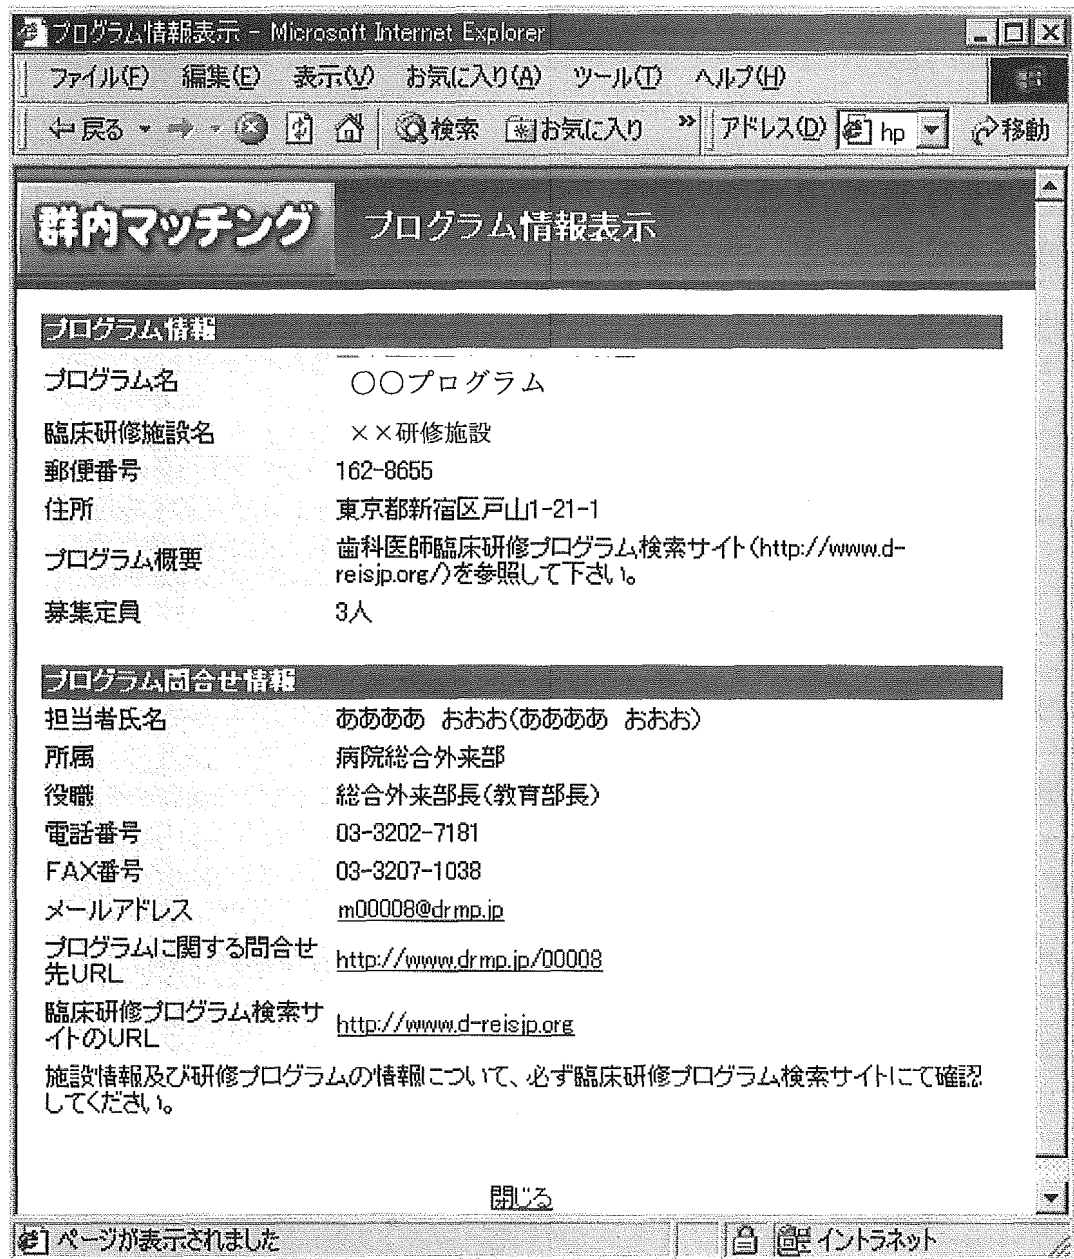 プログラム情報表示 - Microsoft Internet Explorer
ファイル(F) 編集(E) 表示(V) お気に入り(A) ツール(T) ヘルプ(H)
戻る 検索 お気に入り » アドレス(D) hp 移動
群内マッチング プログラム情報表示
プログラム情報
プログラム名 〇〇プログラム
臨床研修施設名 ××研修施設
郵便番号 162-8655
住所 東京都新宿区戸山1-21-1
プログラム概要 歯科医師臨床研修プログラム検索サイト(http://www.d-
reisjp.org/)を参照して下さい。
募集定員 3人
プログラム問合せ情報
担当者氏名 ああああ おおお(ああああ おおお)
所属 病院総合外来部
役職 総合外来部長(教育部長)
電話番号 03-3202-7181
FAX番号 03-3207-1038
メールアドレス m00008@drmp.jp
プログラムに関する問合せ
先URL http://www.drmp.jp/00008
臨床研修プログラム検索サ
イトのURL http://www.d-reisjp.org
施設情報及び研修プログラムの情報について、必ず臨床研修プログラム検索サイトにて確認
してください。
閉じる
ページが表示されました イントラネット